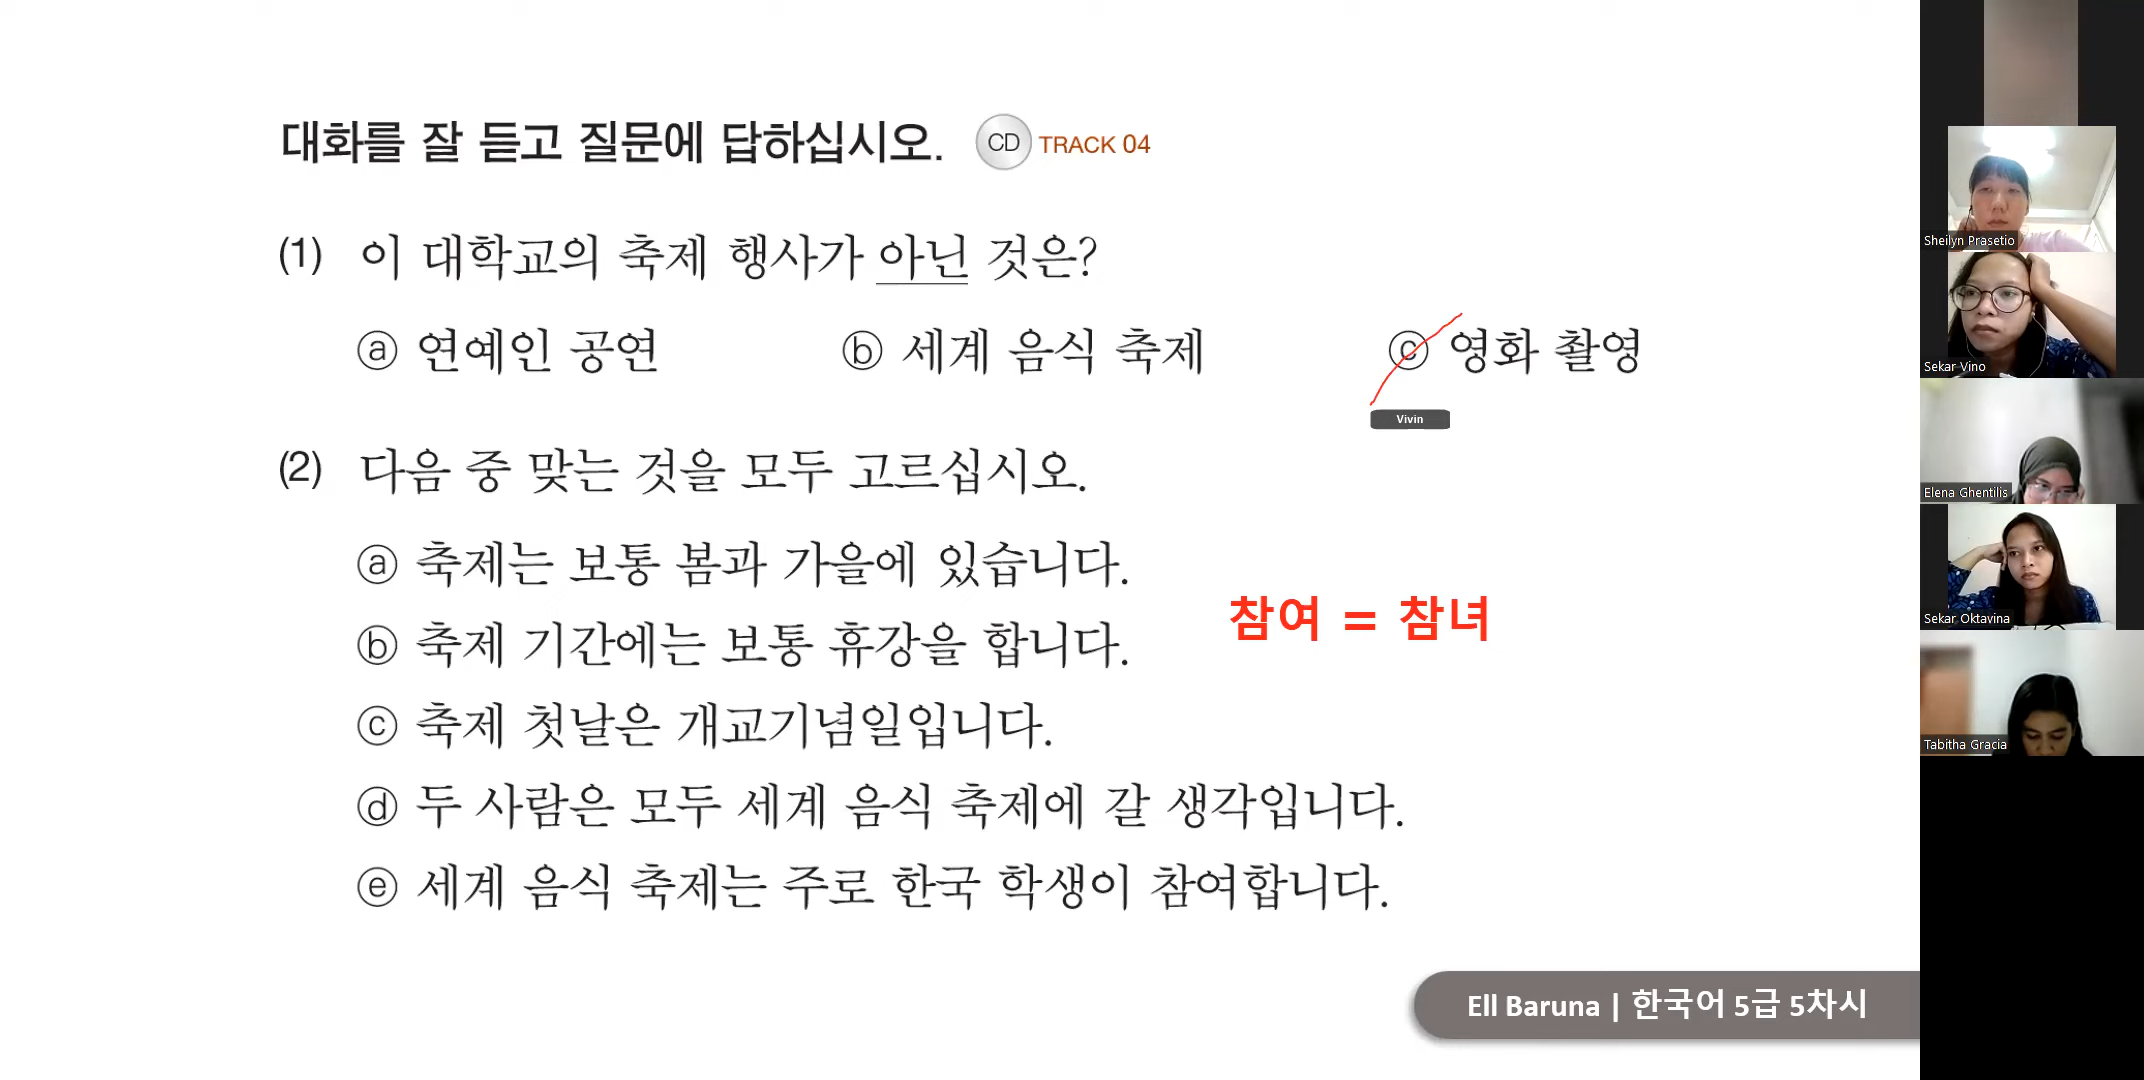 대화를 잘 듣고 질문에 답하십시오. CD TRACK 04
(1) 이 대학교의 축제 행사가 아닌 것은?
ⓐ 연예인 공연 ⓑ 세계 음식 축제 ⓒ 영화 촬영
Vivin
(2) 다음 중 맞는 것을 모두 고르십시오.
ⓐ 축제는 보통 봄과 가을에 있습니다.
ⓑ 축제 기간에는 보통 휴강을 합니다.
참여 = 참녀
ⓒ 축제 첫날은 개교기념일입니다.
ⓓ 두 사람은 모두 세계 음식 축제에 갈 생각입니다.
ⓔ 세계 음식 축제는 주로 한국 학생이 참여합니다.
Ell Baruna | 한국어 5급 5차시
Sheilyn Prasetio
Sekar Vino
Elena Ghentilis
Sekar Oktavina
Tabitha Gracia